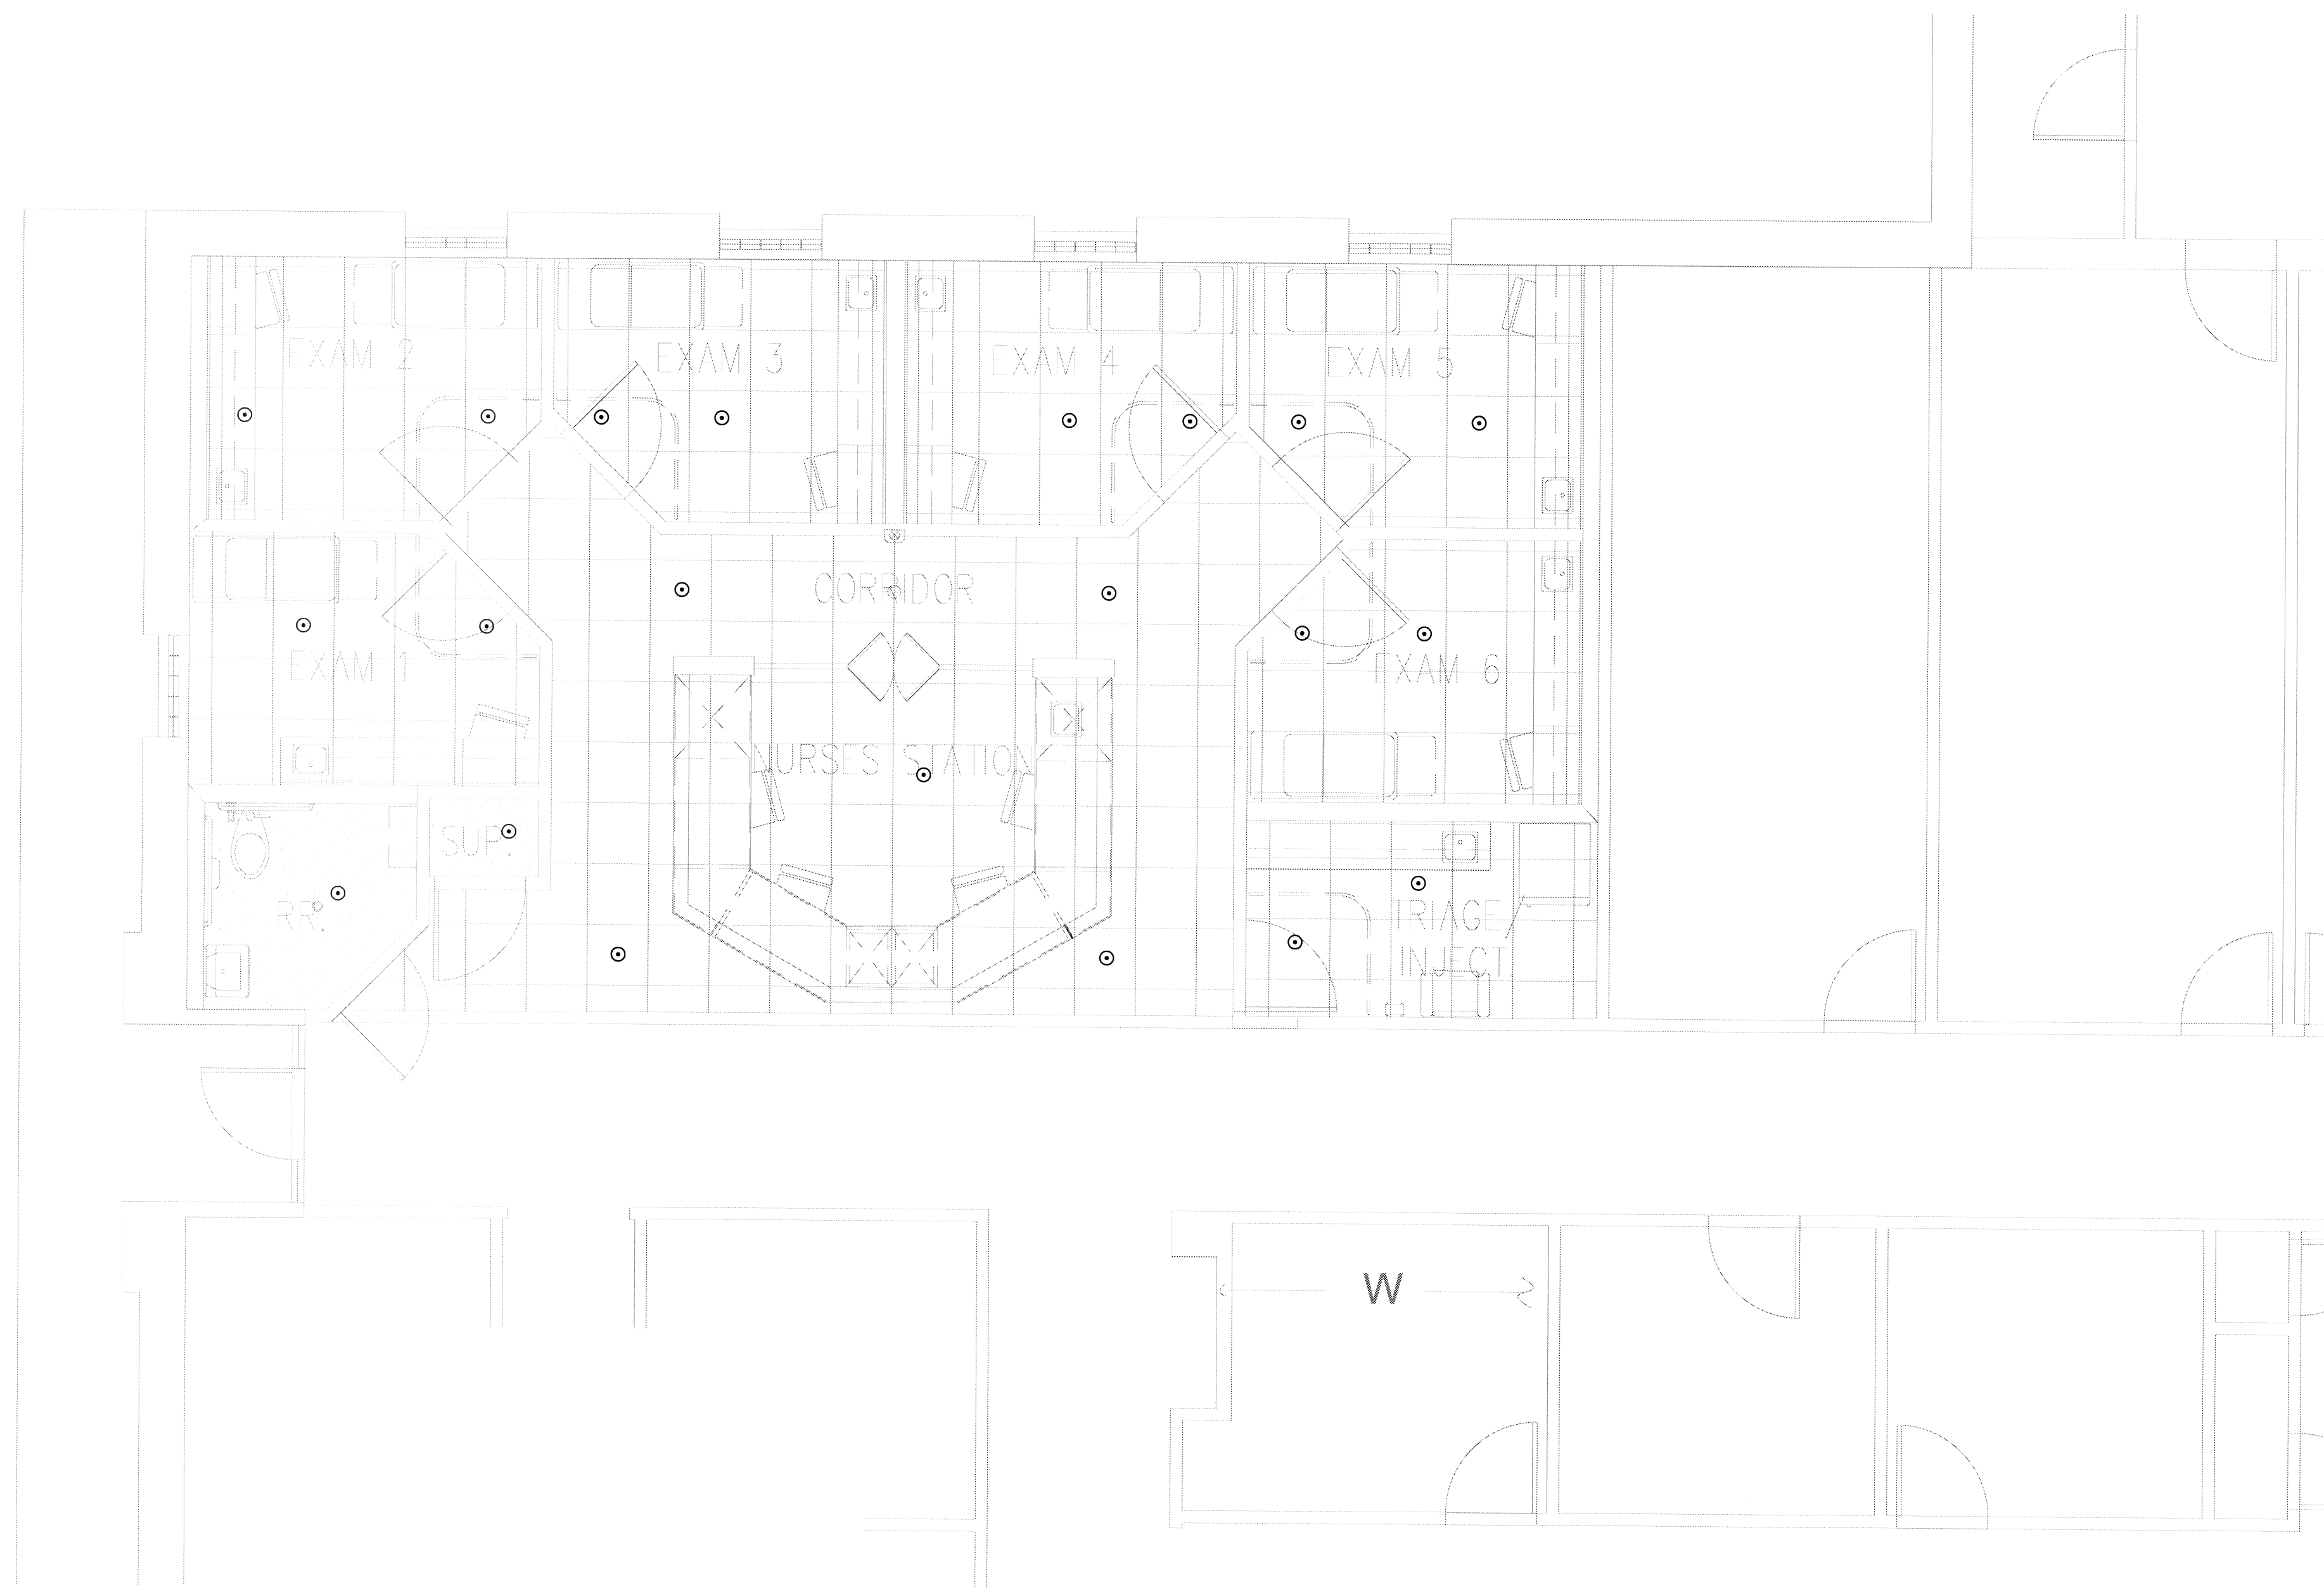 EXAM 2
EXAM 3
EXAM 4
EXAM 5
CORRIDOR
EXAM 1
EXAM 6
NURSES STATION
SUP.
RR.
TRIAGE
INJECT.
W